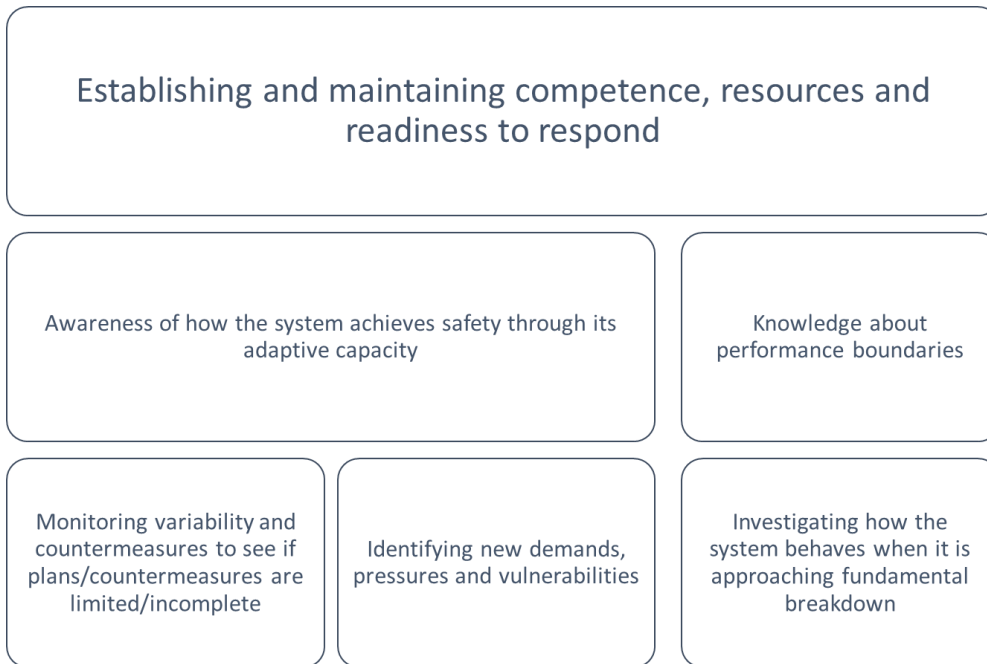 Establishing and maintaining competence, resources and
readiness to respond
Awareness of how the system achieves safety through its
adaptive capacity
Knowledge about
performance boundaries
Monitoring variability and
countermeasures to see if
plans/countermeasures are
limited/incomplete
Identifying new demands,
pressures and vulnerabilities
Investigating how the
system behaves when it is
approaching fundamental
breakdown